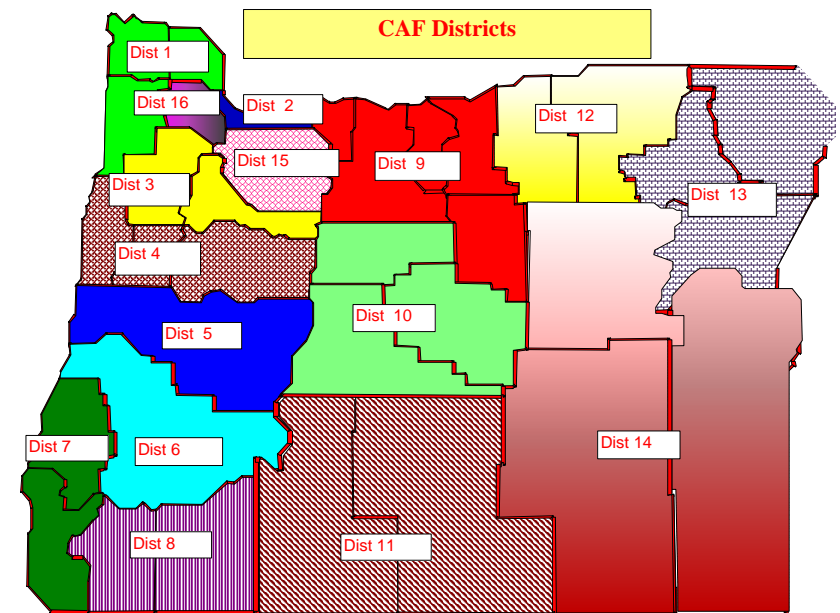 CAF Districts
Dist 1
Dist 16
Dist 2
Dist 12
Dist 15
Dist 9
Dist 3
Dist 13
Dist 4
Dist 10
Dist 5
Dist 7
Dist 6
Dist 14
Dist 8
Dist 11